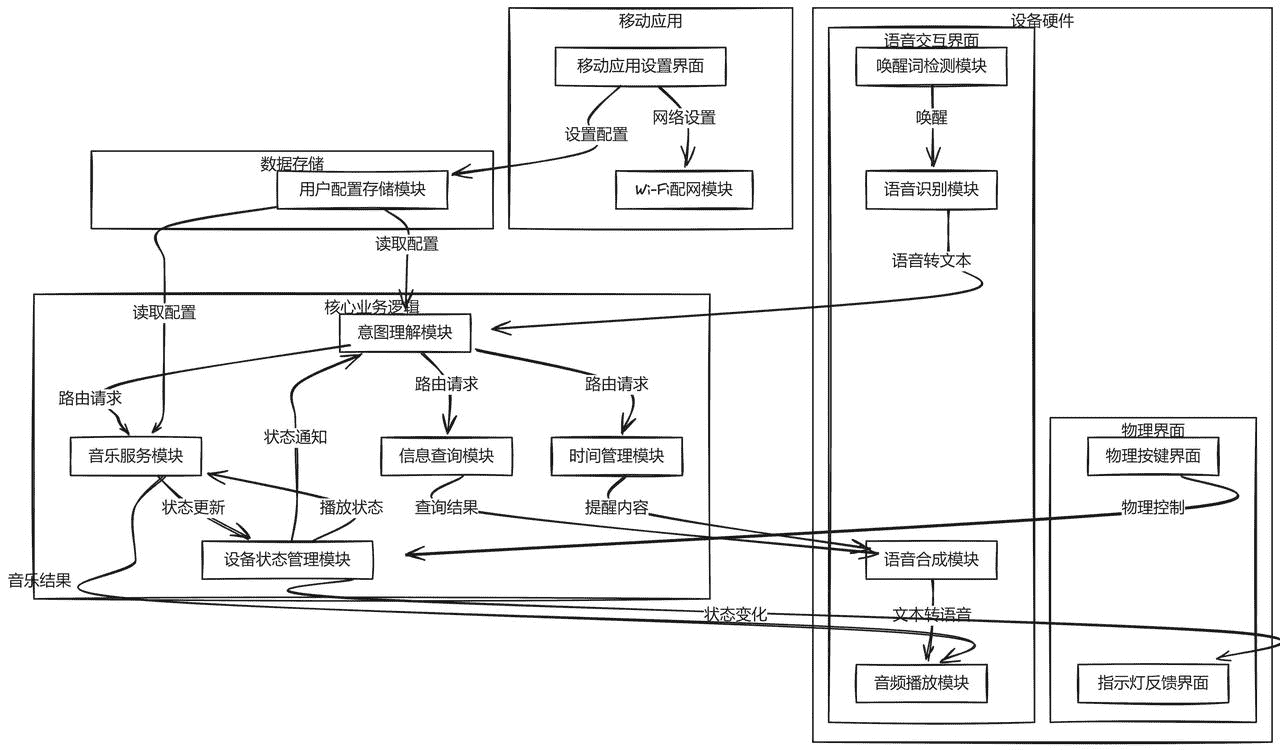 移动应用
设备硬件
语音交互界面
移动应用设置界面
唤醒词检测模块
网络设置
唤醒
设置配置
数据存储
用户配置存储模块
Wi-Fi配网模块
语音识别模块
读取配置
语音转文本
读取配置
核心业务逻辑
意图理解模块
路由请求
路由请求
路由请求
物理界面
状态通知
音乐服务模块
信息查询模块
时间管理模块
物理按键界面
状态更新
播放状态
查询结果
提醒内容
物理控制
设备状态管理模块
语音合成模块
音乐结果
状态变化
文本转语音
音频播放模块
指示灯反馈界面